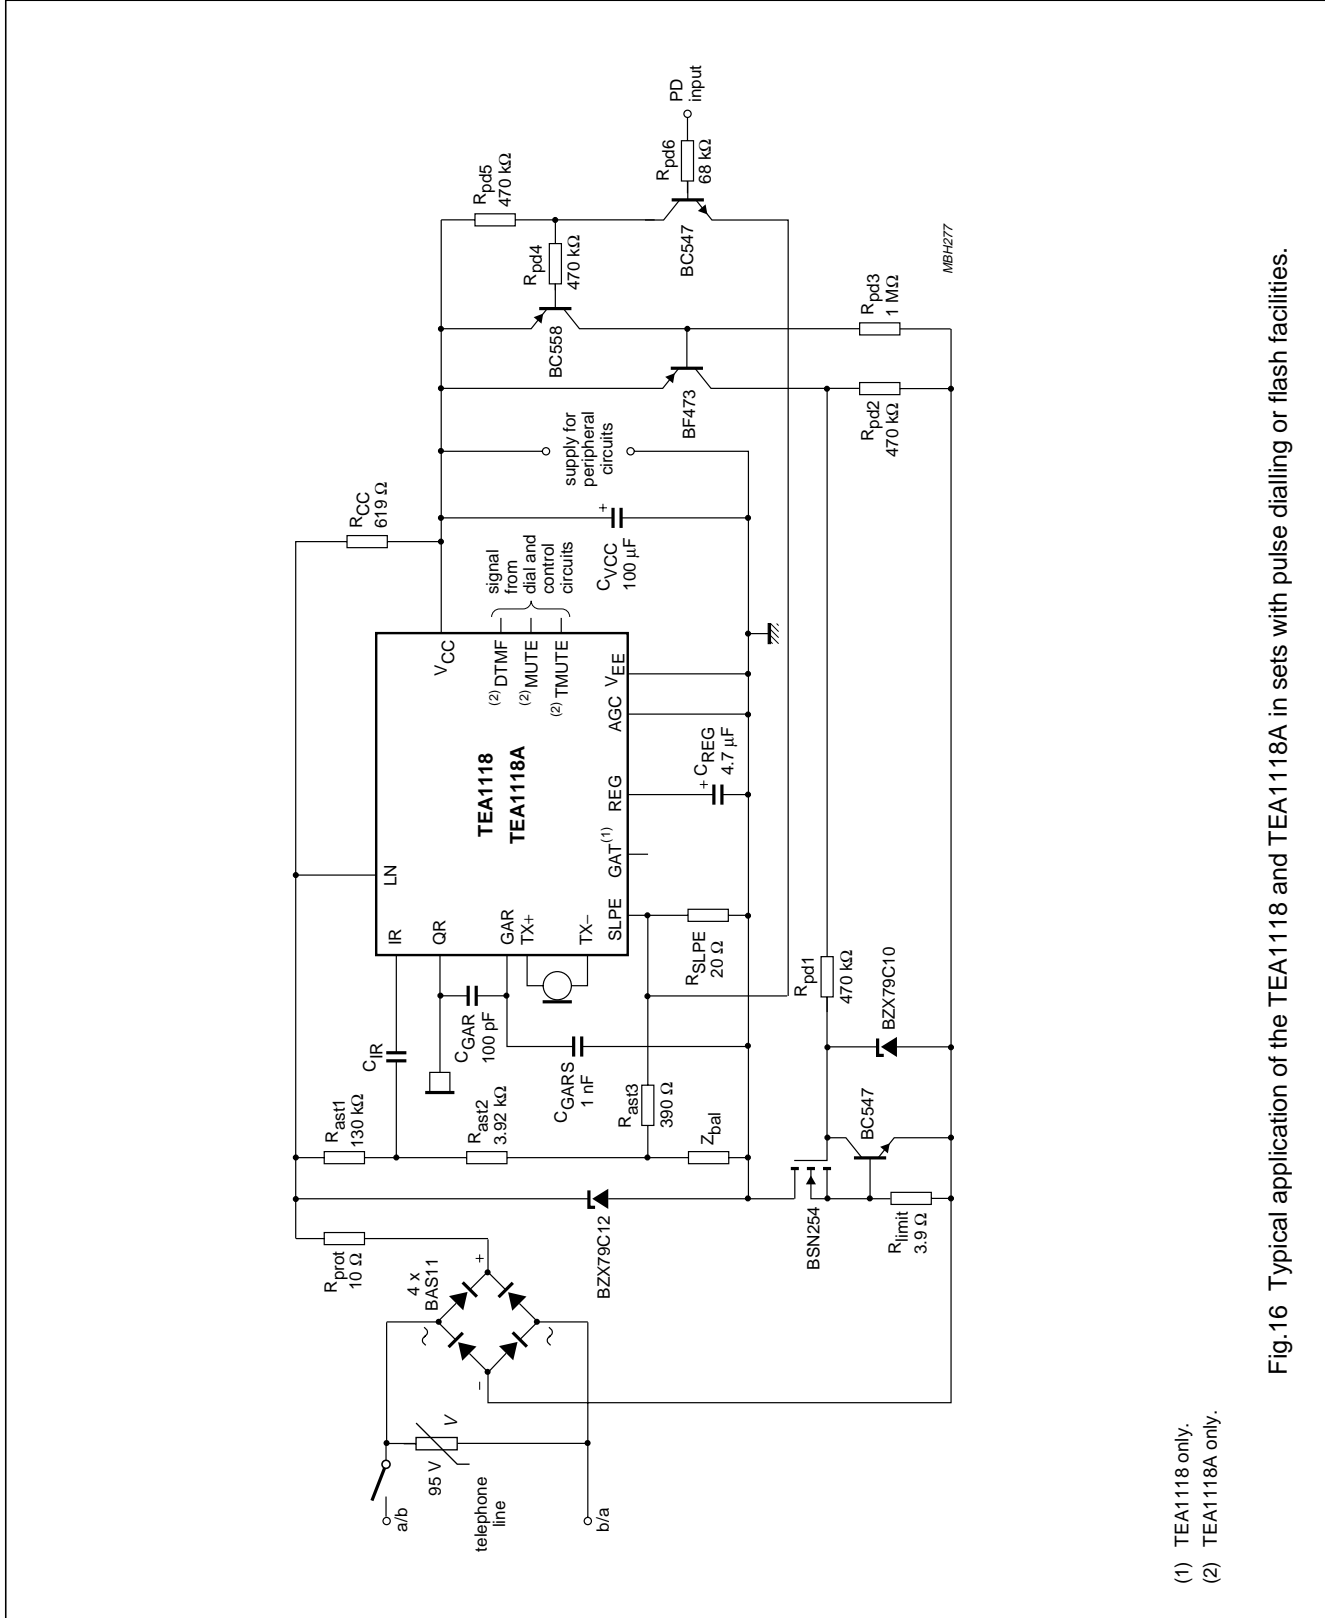 a/b
95 V
V
telephone
line
b/a
4 x
BAS11
~
~
+
−
Rprot
10 Ω
Rast1
130 kΩ
CIR
Rast2
3.92 kΩ
CGAR
100 pF
CGARS
1 nF
Rast3
390 Ω
Zbal
BZX79C12
BSN254
BC547
Rlimit
3.9 Ω
BZX79C10
Rpd1
470 kΩ
RSLPE
20 Ω
LN
IR
QR
GAR
TX+
TX−
SLPE
GAT(1)
REG
AGC
VEE
VCC
(2) DTMF
(2) MUTE
(2) TMUTE
TEA1118
TEA1118A
+ CREG
4.7 µF
RCC
619 Ω
signal
from
dial and
control
circuits
CVCC
100 µF
+
supply for
peripheral
circuits
BF473
BC558
Rpd4
470 kΩ
Rpd5
470 kΩ
BC547
Rpd6
68 kΩ
PD
input
Rpd2
470 kΩ
Rpd3
1 MΩ
MBH277
(1) TEA1118 only.
(2) TEA1118A only.
Fig.16 Typical application of the TEA1118 and TEA1118A in sets with pulse dialling or flash facilities.